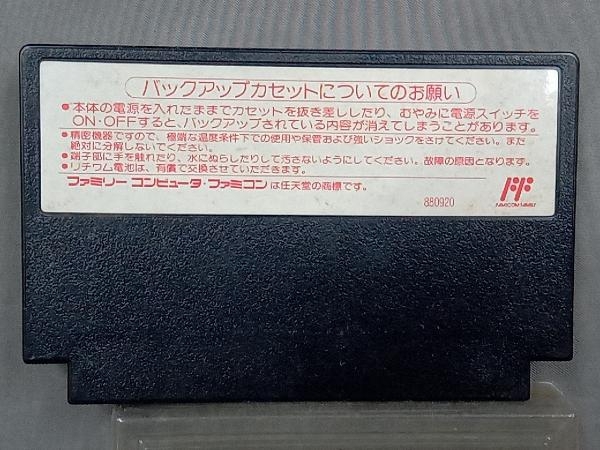 バックアップカセットについてのお願い
●本体の電源を入れたままでカセットを抜き差ししたり、むやみに電源スイッチを
ON・OFFすると、バックアップされている内容が消えてしまうことがあります。
●精密機器ですので、極端な温度条件下での使用や保管および強いショックをさけてください。また
絶対に分解しないでください。
●端子部に手を触れたり、水にぬらしたりして汚さないようにしてください。故障の原因となります。
●リチウム電池は、有償で交換させていただきます。
ファミリー コンピュータ・ファミコンは任天堂の商標です。
FF
FAMICOM FAMILY
880920